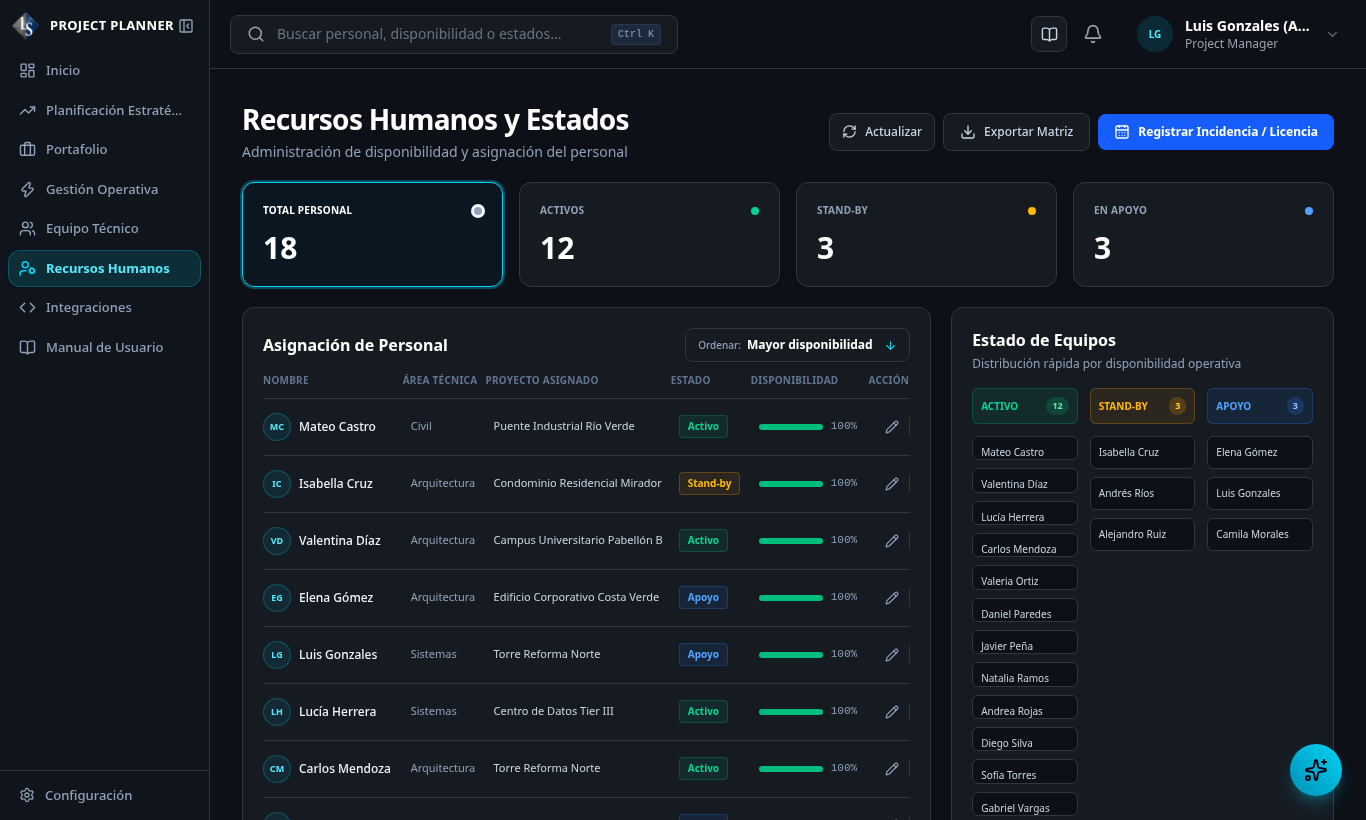 LS PROJECT PLANNER
Buscar personal, disponibilidad o estados...
Ctrl K
LG
Luis Gonzales (A...
Project Manager
Inicio
Planificación Estraté...
Portafolio
Gestión Operativa
Equipo Técnico
Recursos Humanos
Integraciones
Manual de Usuario
Configuración
Recursos Humanos y Estados
Administración de disponibilidad y asignación del personal
Actualizar
Exportar Matriz
Registrar Incidencia / Licencia
TOTAL PERSONAL
18
ACTIVOS
12
STAND-BY
3
EN APOYO
3
Asignación de Personal
Ordenar: Mayor disponibilidad
NOMBRE ÁREA TÉCNICA PROYECTO ASIGNADO ESTADO DISPONIBILIDAD ACCIÓN
MC Mateo Castro Civil Puente Industrial Río Verde Activo 100%
IC Isabella Cruz Arquitectura Condominio Residencial Mirador Stand-by 100%
VD Valentina Díaz Arquitectura Campus Universitario Pabellón B Activo 100%
EG Elena Gómez Arquitectura Edificio Corporativo Costa Verde Apoyo 100%
LG Luis Gonzales Sistemas Torre Reforma Norte Apoyo 100%
LH Lucía Herrera Sistemas Centro de Datos Tier III Activo 100%
CM Carlos Mendoza Arquitectura Torre Reforma Norte Activo 100%
Estado de Equipos
Distribución rápida por disponibilidad operativa
ACTIVO 12
Mateo Castro
Valentina Díaz
Lucía Herrera
Carlos Mendoza
Valeria Ortiz
Daniel Paredes
Javier Peña
Natalia Ramos
Andrea Rojas
Diego Silva
Sofía Torres
Gabriel Vargas
STAND-BY 3
Isabella Cruz
Andrés Ríos
Alejandro Ruiz
APOYO 3
Elena Gómez
Luis Gonzales
Camila Morales